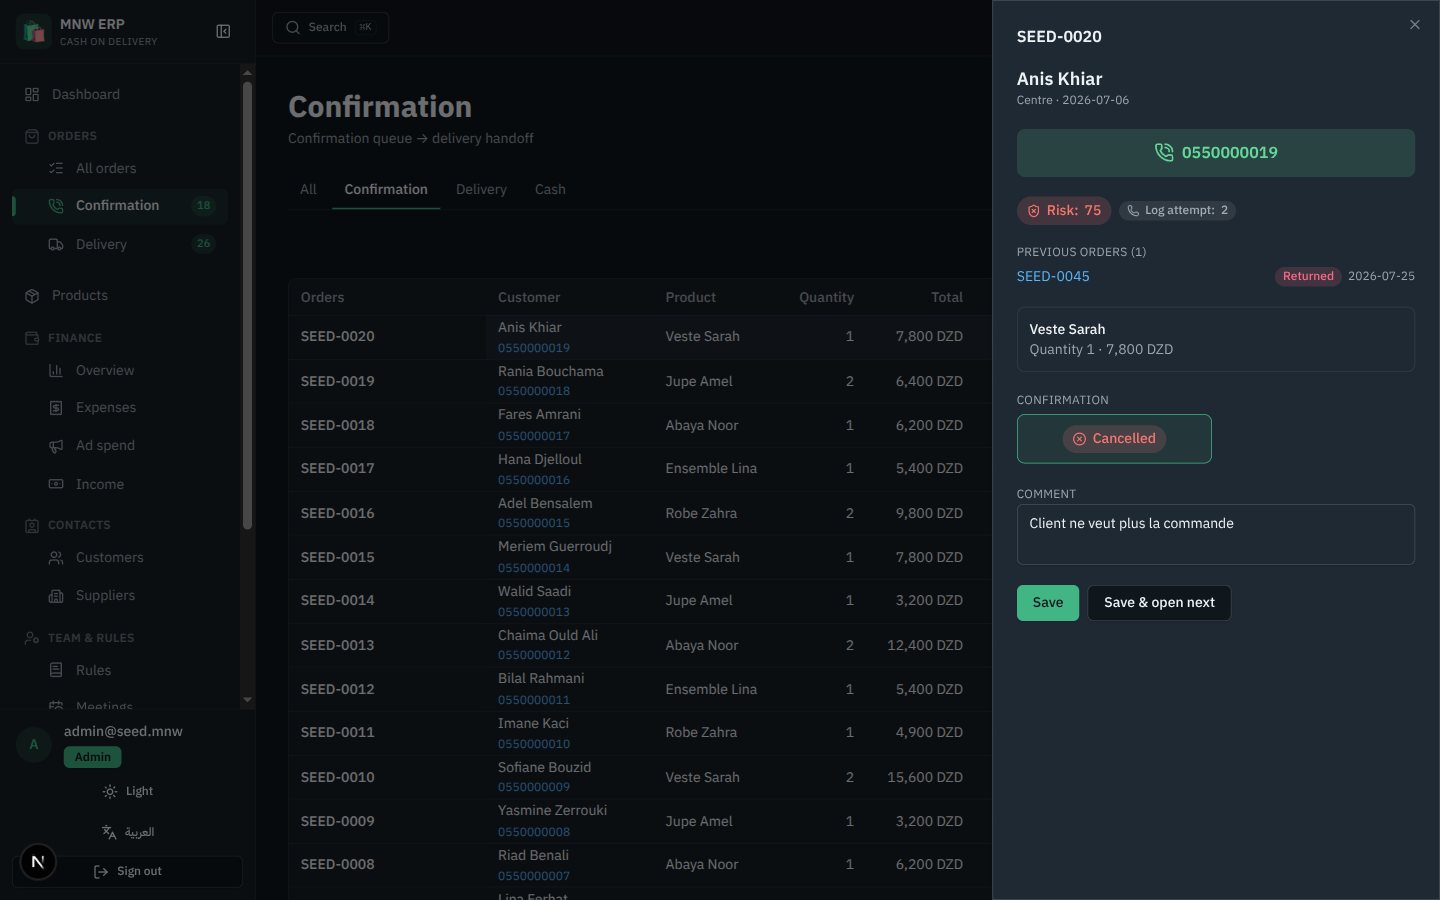 MNW ERP
CASH ON DELIVERY
Search ⌘K
Dashboard
ORDERS
All orders
Confirmation 18
Delivery 26
Products
FINANCE
Overview
Expenses
Ad spend
Income
CONTACTS
Customers
Suppliers
TEAM & RULES
Rules
Meetings
A
admin@seed.mnw
Admin
Light
العربية
N
Sign out
Confirmation
Confirmation queue → delivery handoff
All Confirmation Delivery Cash
Orders Customer Product Quantity Total
SEED-0020 Anis Khiar 0550000019 Veste Sarah 1 7,800 DZD
SEED-0019 Rania Bouchama 0550000018 Jupe Amel 2 6,400 DZD
SEED-0018 Fares Amrani 0550000017 Abaya Noor 1 6,200 DZD
SEED-0017 Hana Djelloul 0550000016 Ensemble Lina 1 5,400 DZD
SEED-0016 Adel Bensalem 0550000015 Robe Zahra 2 9,800 DZD
SEED-0015 Meriem Guerroudj 0550000014 Veste Sarah 1 7,800 DZD
SEED-0014 Walid Saadi 0550000013 Jupe Amel 1 3,200 DZD
SEED-0013 Chaima Ould Ali 0550000012 Abaya Noor 2 12,400 DZD
SEED-0012 Bilal Rahmani 0550000011 Ensemble Lina 1 5,400 DZD
SEED-0011 Imane Kaci 0550000010 Robe Zahra 1 4,900 DZD
SEED-0010 Sofiane Bouzid 0550000009 Veste Sarah 2 15,600 DZD
SEED-0009 Yasmine Zerrouki 0550000008 Jupe Amel 1 3,200 DZD
SEED-0008 Riad Benali 0550000007 Abaya Noor 1 6,200 DZD
Lina Ferhat
SEED-0020
Anis Khiar
Centre · 2026-07-06
0550000019
Risk: 75 Log attempt: 2
PREVIOUS ORDERS (1)
SEED-0045 Returned 2026-07-25
Veste Sarah
Quantity 1 · 7,800 DZD
CONFIRMATION
Cancelled
COMMENT
Client ne veut plus la commande
Save Save & open next